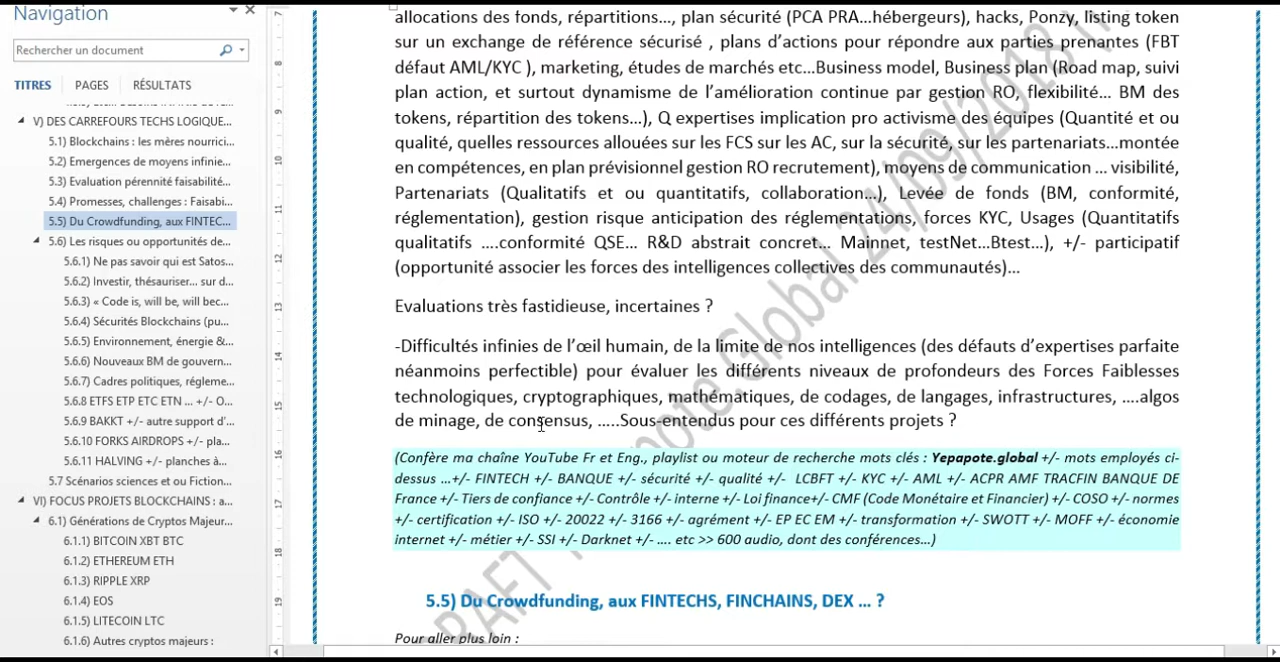 Navigation
Rechercher un document
TITRES PAGES RÉSULTATS
V) DES CARREFOURS TECHS LOGIQUE...
5.1) Blockchains : les mères nourrici...
5.2) Emergences de moyens infinie...
5.3) Evaluation pérennité faisabilité...
5.4) Promesses, challenges : Faisabi...
5.5) Du Crowdfunding, aux FINTEC...
5.6) Les risques ou opportunités de...
5.6.1) Ne pas savoir qui est Satos...
5.6.2) Investir, thésauriser... sur d...
5.6.3) « Code is, will be, will bec...
5.6.4) Sécurités Blockchains (pu...
5.6.5) Environnement, énergie &...
5.6.6) Nouveaux BM de gouvern...
5.6.7) Cadres politiques, régleme...
5.6.8 ETFS ETP ETC ETN ... +/- O...
5.6.9 BAKKT +/- autre support d'...
5.6.10 FORKS AIRDROPS +/- pla...
5.6.11 HALVING +/- planches à...
5.7 Scénarios sciences et ou Fiction...
VI) FOCUS PROJETS BLOCKCHAINS : a...
6.1) Générations de Cryptos Majeur...
6.1.1) BITCOIN XBT BTC
6.1.2) ETHEREUM ETH
6.1.3) RIPPLE XRP
6.1.4) EOS
6.1.5) LITECOIN LTC
6.1.6) Autres cryptos majeurs :
7
8
9
10
11
12
13
14
15
16
17
18
19
allocations des fonds, répartitions..., plan sécurité (PCA PRA...hébergeurs), hacks, Ponzy, listing token
sur un exchange de référence sécurisé , plans d’actions pour répondre aux parties prenantes (FBT
défaut AML/KYC ), marketing, études de marchés etc...Business model, Business plan (Road map, suivi
plan action, et surtout dynamisme de l’amélioration continue par gestion RO, flexibilité... BM des
tokens, répartition des tokens...), Q expertises implication pro activisme des équipes (Quantité et ou
qualité, quelles ressources allouées sur les FCS sur les AC, sur la sécurité, sur les partenariats...montée
en compétences, en plan prévisionnel gestion RO recrutement), moyens de communication ... visibilité,
Partenariats (Qualitatifs et ou quantitatifs, collaboration...), Levée de fonds (BM, conformité,
réglementation), gestion risque anticipation des réglementations, forces KYC, Usages (Quantitatifs
qualitatifs ....conformité QSE... R&D abstrait concret... Mainnet, testNet...Btest...), +/- participatif
(opportunité associer les forces des intelligences collectives des communautés)...
Evaluations très fastidieuse, incertaines ?
-Difficultés infinies de l’œil humain, de la limite de nos intelligences (des défauts d’expertises parfaite
néanmoins perfectible) pour évaluer les différents niveaux de profondeurs des Forces Faiblesses
technologiques, cryptographiques, mathématiques, de codages, de langages, infrastructures, ....algos
de minage, de consensus, .....Sous-entendus pour ces différents projets ?
(Confère ma chaîne YouTube Fr et Eng., playlist ou moteur de recherche mots clés : Yepapote.global +/- mots employés ci-
dessus ...+/- FINTECH +/- BANQUE +/- sécurité +/- qualité +/- LCBFT +/- KYC +/- AML +/- ACPR AMF TRACFIN BANQUE DE
France +/- Tiers de confiance +/- Contrôle +/- interne +/- Loi finance+/- CMF (Code Monétaire et Financier) +/- COSO +/- normes
+/- certification +/- ISO +/- 20022 +/- 3166 +/- agrément +/- EP EC EM +/- transformation +/- SWOTT +/- MOFF +/- économie
internet +/- métier +/- SSI +/- Darknet +/- .... etc >> 600 audio, dont des conférences...)
5.5) Du Crowdfunding, aux FINTECHS, FINCHAINS, DEX ... ?
Pour aller plus loin :